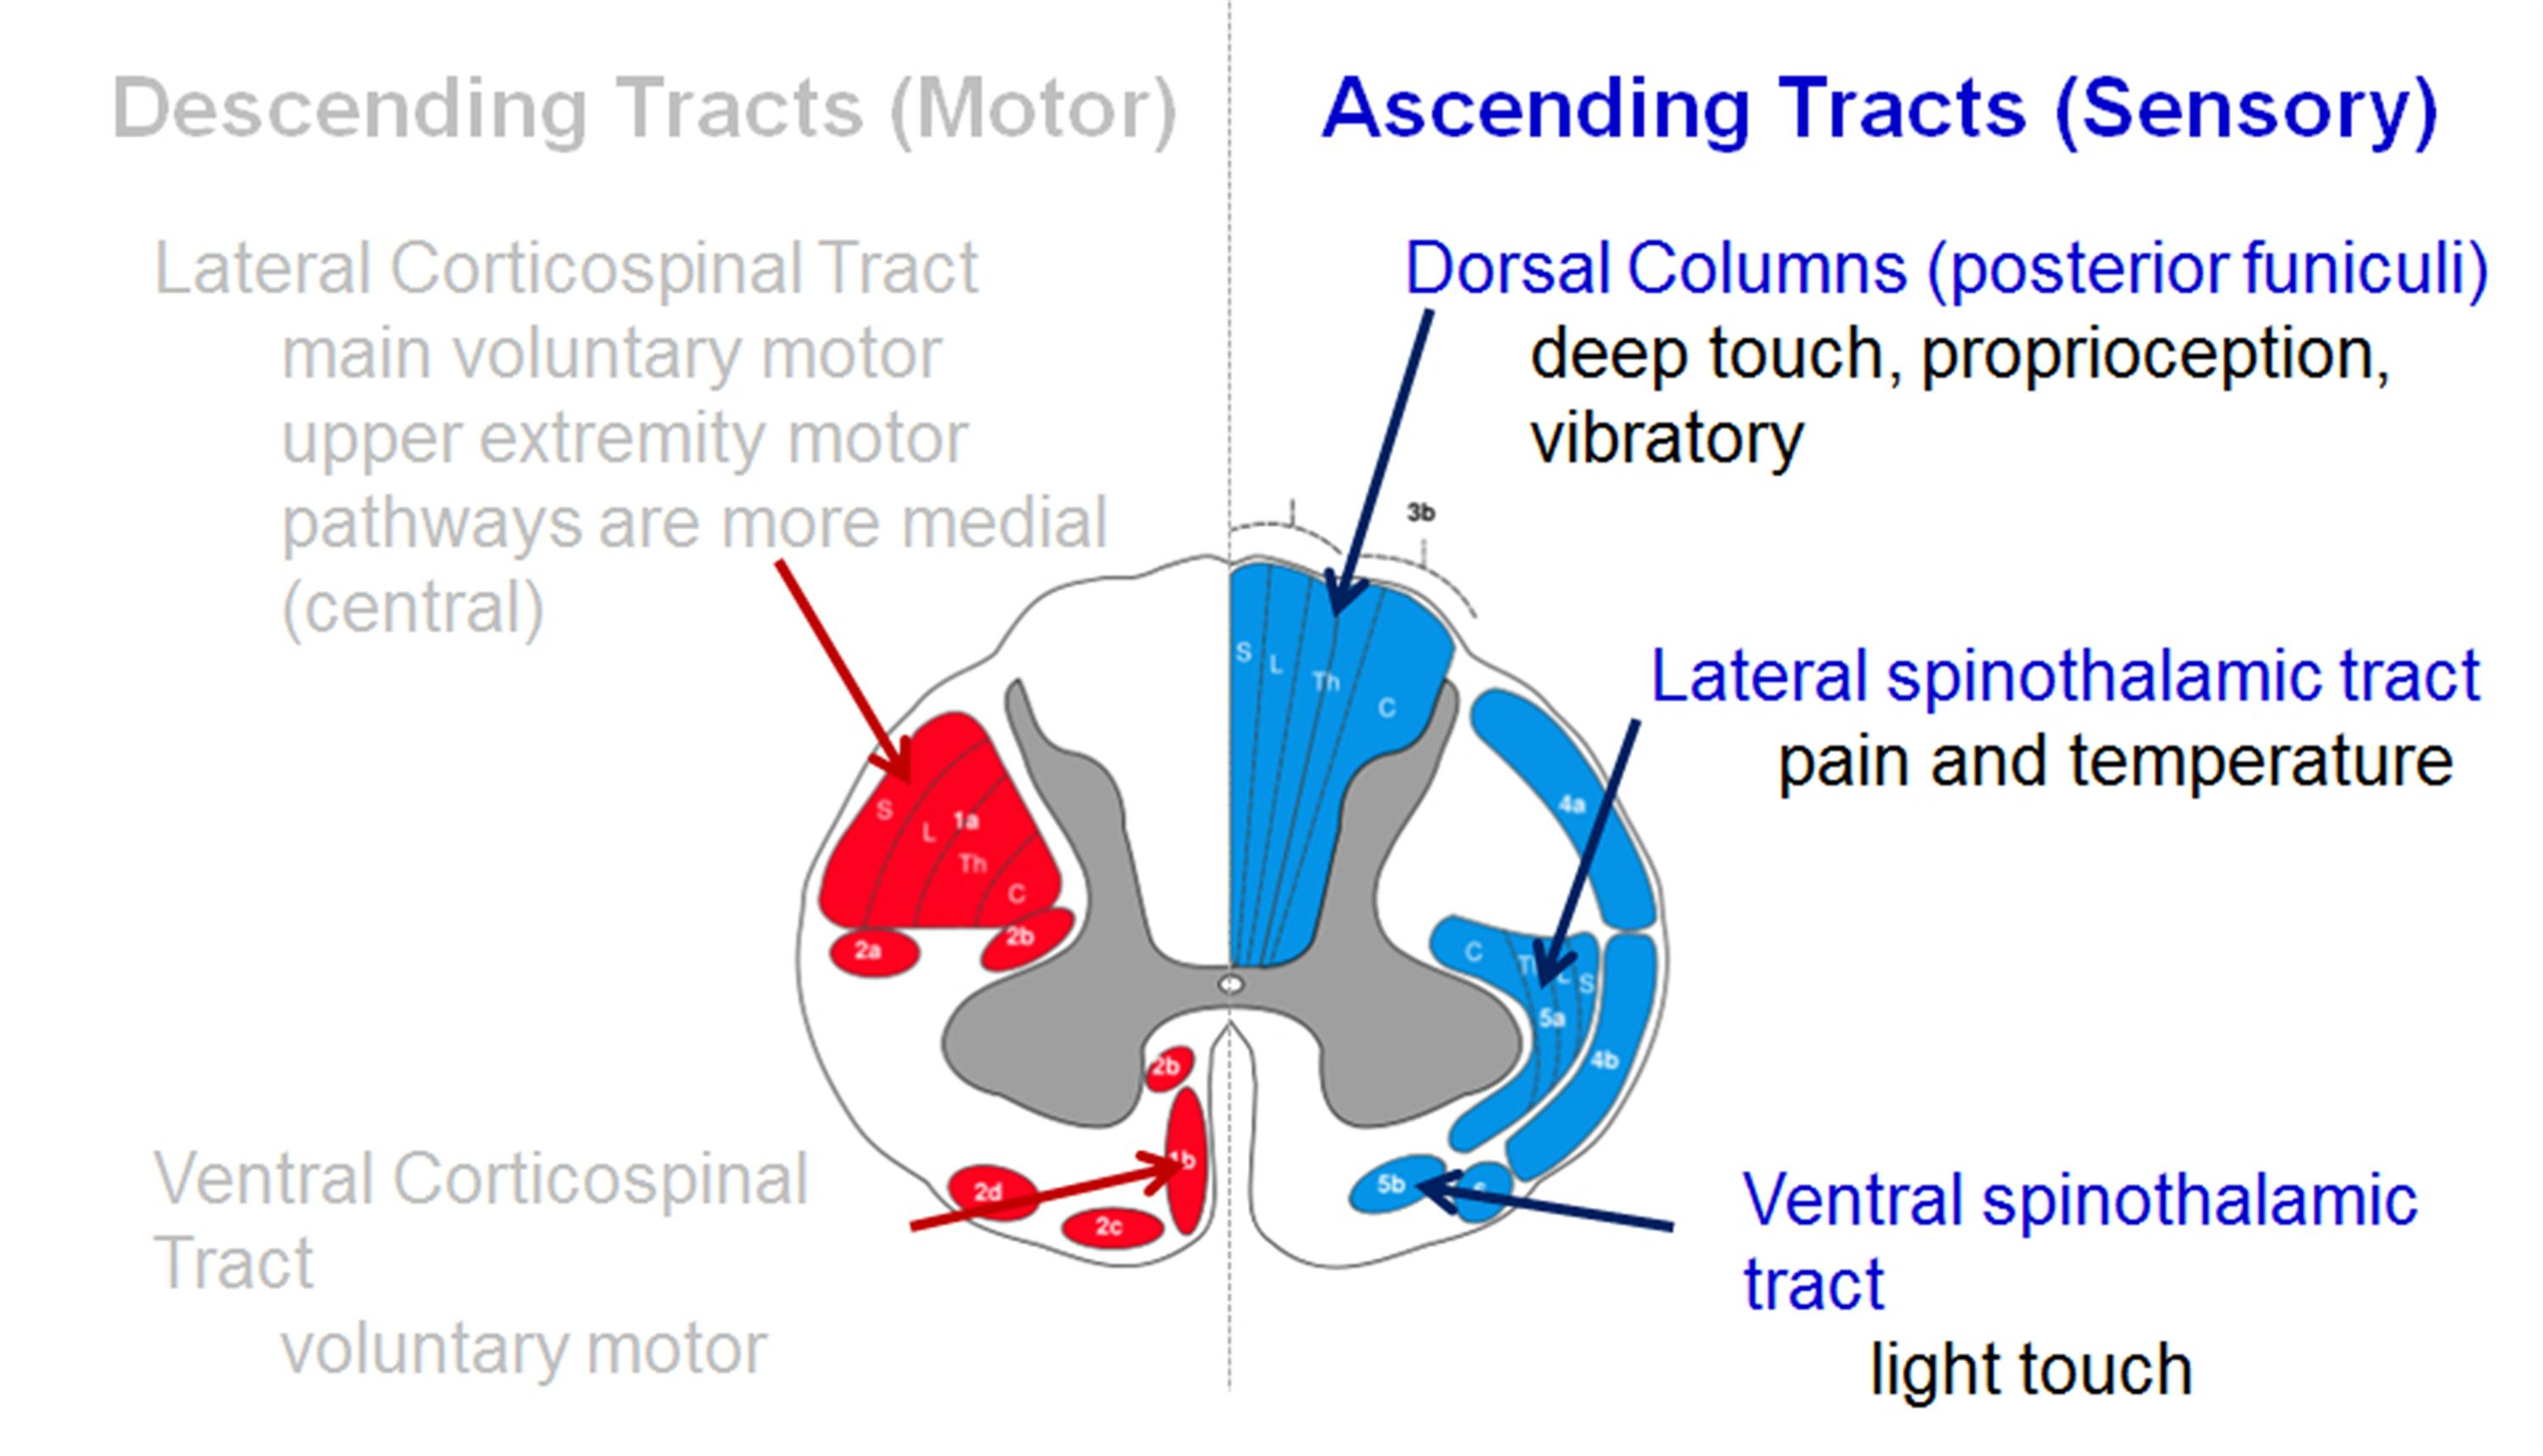 Descending Tracts (Motor)
Ascending Tracts (Sensory)
Lateral Corticospinal Tract
main voluntary motor
upper extremity motor
pathways are more medial
(central)
Dorsal Columns (posterior funiculi)
deep touch, proprioception,
vibratory
3b
Lateral spinothalamic tract
pain and temperature
S
L
Th
C
S
L
1a
Th
C
2a
2b
4a
C
L
S
5a
4b
2b
1b
2d
2c
5b
Ventral Corticospinal
Tract
voluntary motor
Ventral spinothalamic
tract
light touch